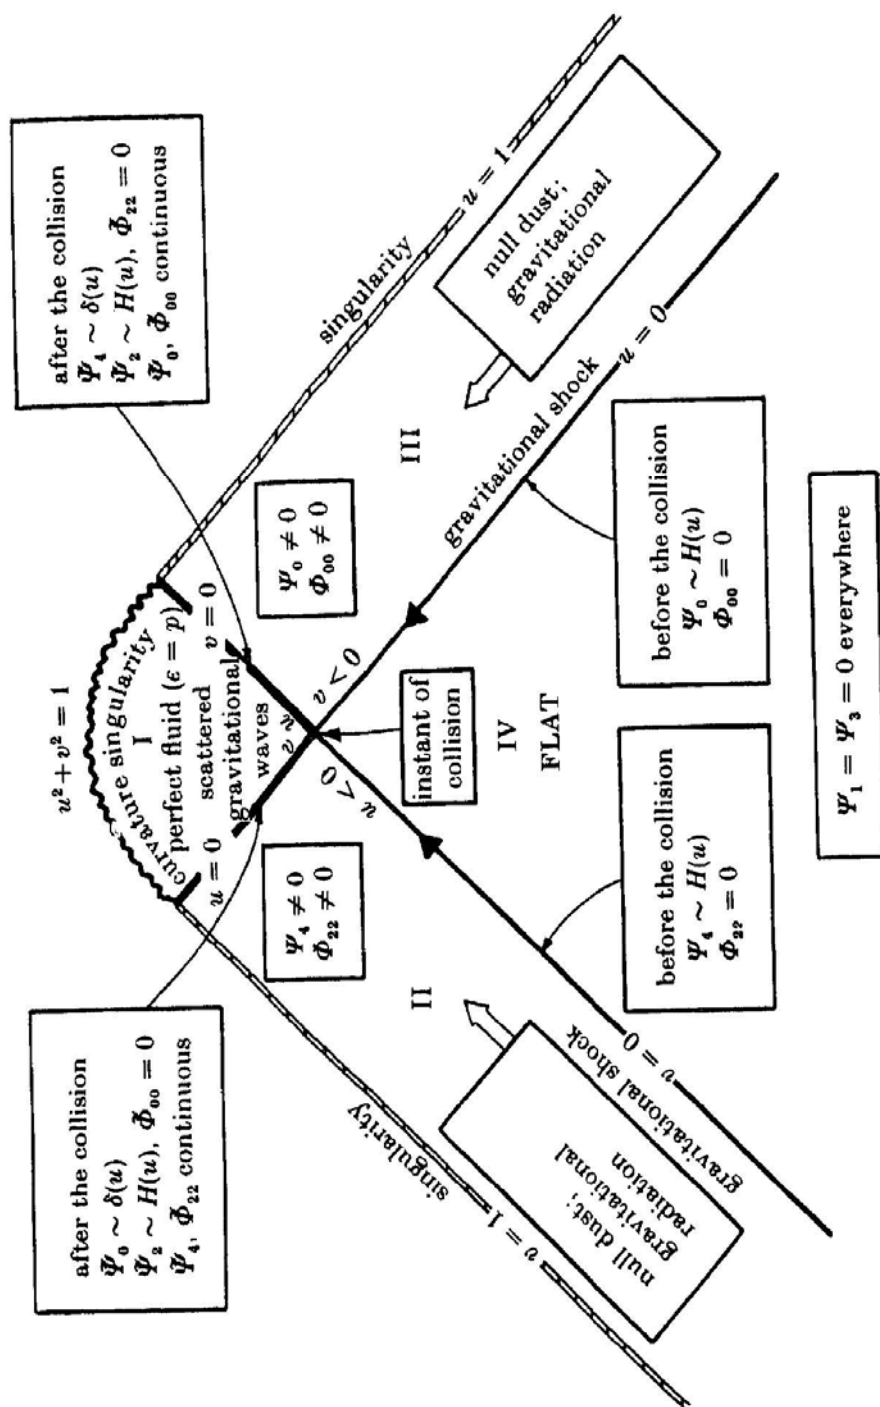 after the collision
Ψ₀ ~ δ(u)
Ψ₂ ~ H(u), Φ₀₀ = 0
Ψ₄, Φ₂₂ continuous
u² + v² = 1
after the collision
Ψ₄ ~ δ(u)
Ψ₂ ~ H(u), Φ₂₂ = 0
Ψ₀, Φ₀₀ continuous
curvature singularity
I
perfect fluid (ϵ = p)
scattered
gravitational
waves
u = 0
v = 0
singularity
singularity
Ψ₄ ≠ 0
Φ₂₂ ≠ 0
Ψ₀ ≠ 0
Φ₀₀ ≠ 0
v
u
u < 0
v < 0
II
III
instant of
collision
IV
FLAT
v = 1
u = 1
null dust;
gravitational
radiation
null dust;
gravitational
radiation
gravitational shock
v = 0
gravitational shock
u = 0
before the collision
Ψ₄ ~ H(u)
Φ₂₂ = 0
before the collision
Ψ₀ ~ H(u)
Φ₀₀ = 0
Ψ₁ = Ψ₃ = 0 everywhere